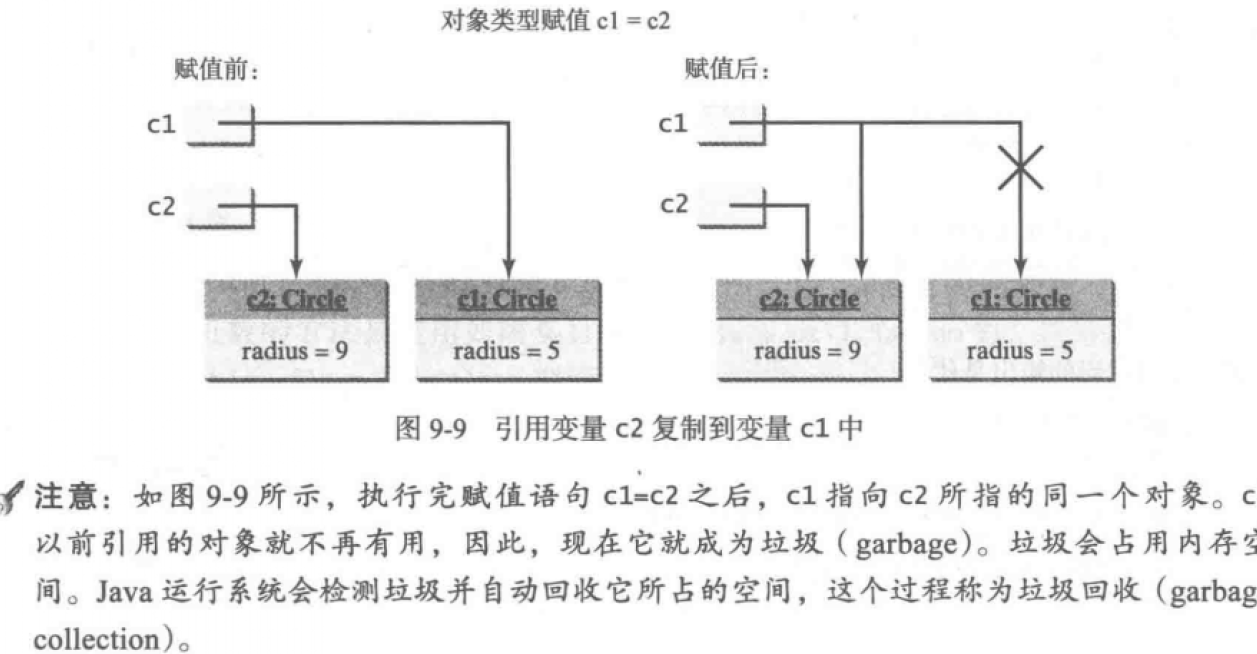 对象类型赋值 c1 = c2
赋值前: 赋值后:
c1 c1
c2 c2
c2: Circle c1: Circle c2: Circle c1: Circle
radius = 9 radius = 5 radius = 9 radius = 5
图 9-9 引用变量 c2 复制到变量 c1 中
注意: 如图 9-9 所示, 执行完赋值语句 c1=c2 之后, c1 指向 c2 所指的同一个对象。
以前引用的对象就不再有用, 因此, 现在它就成为垃圾 (garbage)。垃圾会占用内存空
间。Java 运行系统会检测垃圾并自动回收它所占的空间, 这个过程称为垃圾回收 (garbag
collection)。